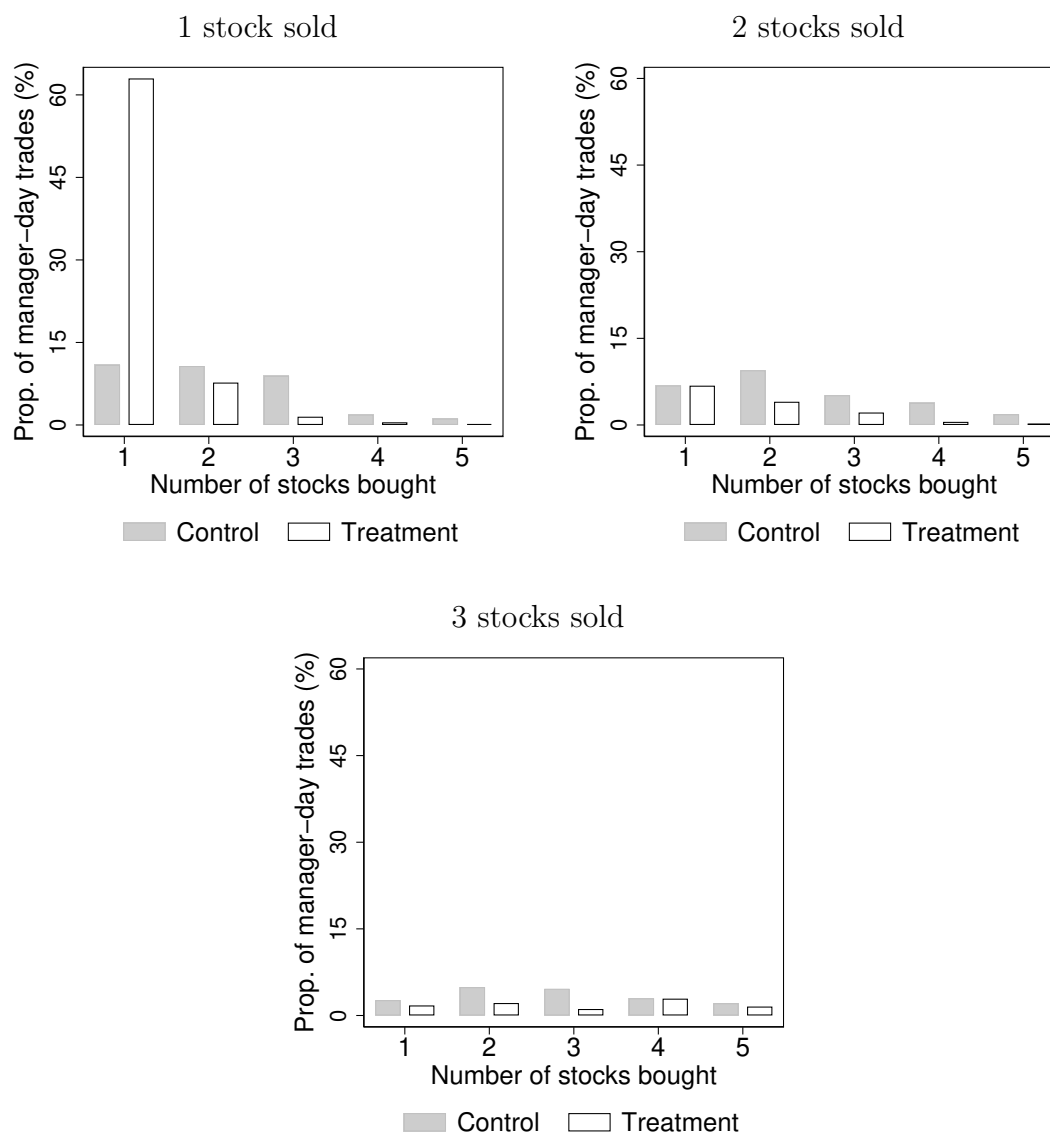 1 stock sold
Prop. of manager−day trades (%)
60
45
30
15
0
1 2 3 4 5
Number of stocks bought
Control Treatment
2 stocks sold
Prop. of manager−day trades (%)
60
45
30
15
0
1 2 3 4 5
Number of stocks bought
Control Treatment
3 stocks sold
Prop. of manager−day trades (%)
60
45
30
15
0
1 2 3 4 5
Number of stocks bought
Control Treatment